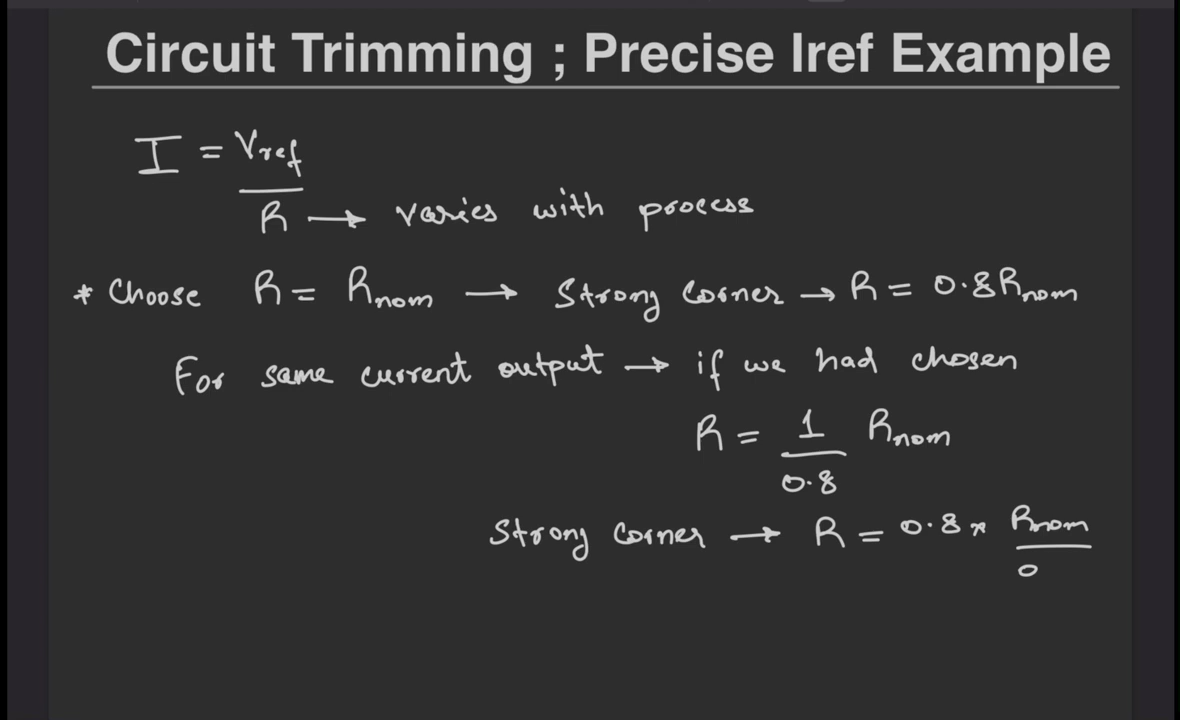 Circuit Trimming ; Precise Iref Example
I = Vref
R → varies with process
* Choose R = Rnom → Strong Corner → R = 0.8Rnom
For same current output → if we had chosen
R = 1 Rnom
0.8
Strong Corner → R = 0.8 × Rnom
0